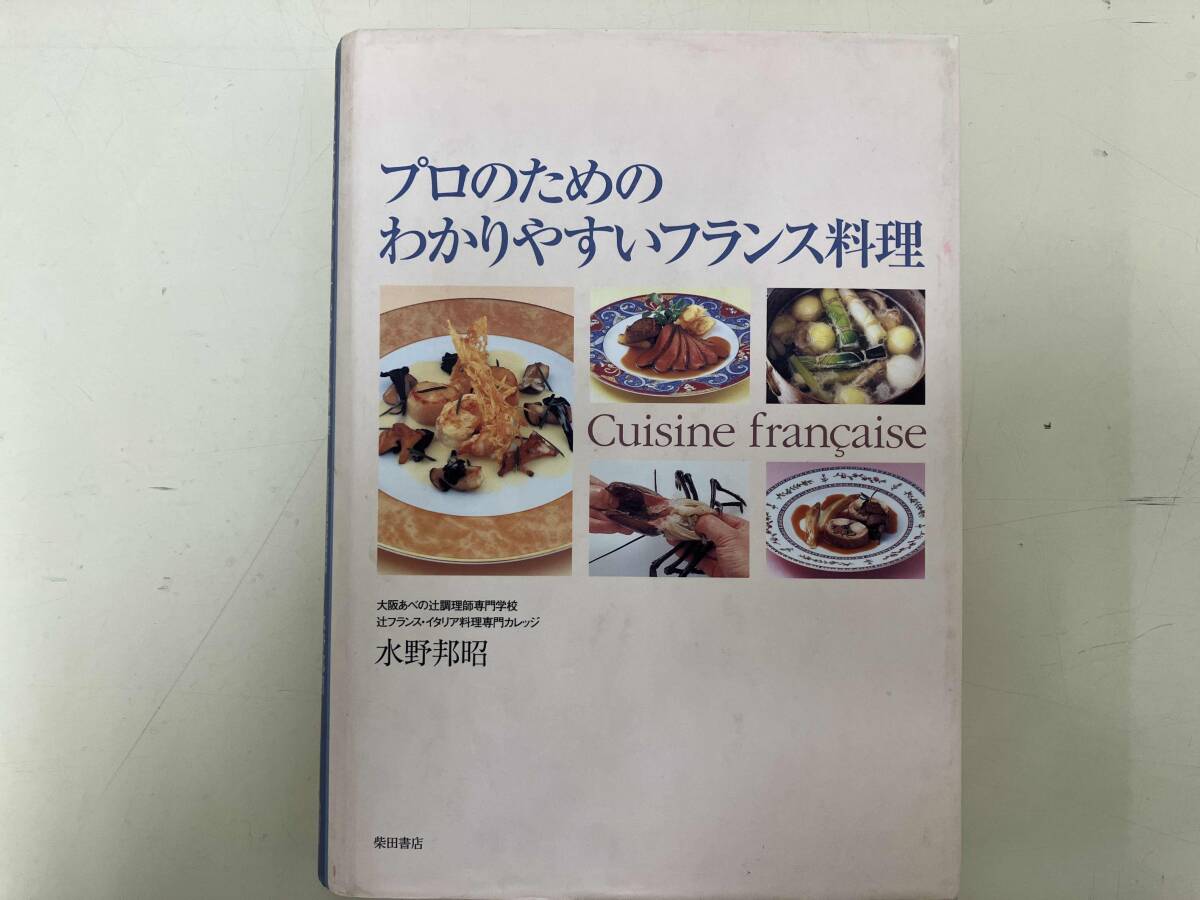 プロのための
わかりやすいフランス料理
Cuisine française
大阪あべの辻調理師専門学校
辻フランス・イタリア料理専門カレッジ
水野邦昭
柴田書店